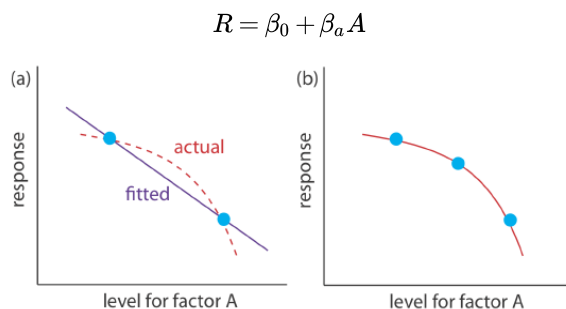 R = β₀ + βₐA
(a)
response
actual
fitted
level for factor A
(b)
response
level for factor A